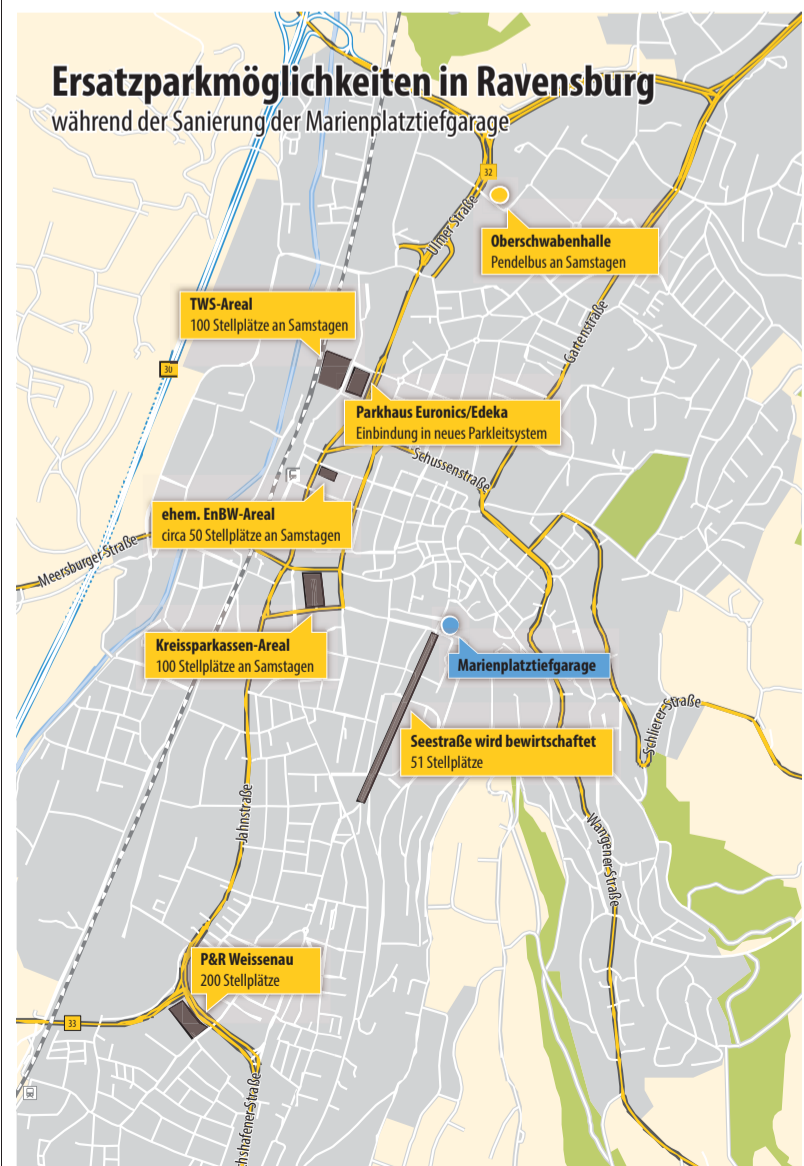 Ersatzparkmöglichkeiten in Ravensburg
während der Sanierung der Marienplatztiefgarage
32
Ulmer Straße
Oberschwabenhalle
Pendelbus an Samstagen
TWS-Areal
100 Stellplätze an Samstagen
Gartenstraße
30
Parkhaus Euronics/Edeka
Einbindung in neues Parkleitsystem
Schussenstraße
ehem. EnBW-Areal
circa 50 Stellplätze an Samstagen
Meersburger-Straße
Kreissparkassen-Areal
100 Stellplätze an Samstagen
Marienplatztiefgarage
Schlierer-Straße
Seestraße wird bewirtschaftet
51 Stellplätze
Jahnstraße
Wangener-Straße
P&R Weissenau
200 Stellplätze
33
chshafener-Straße